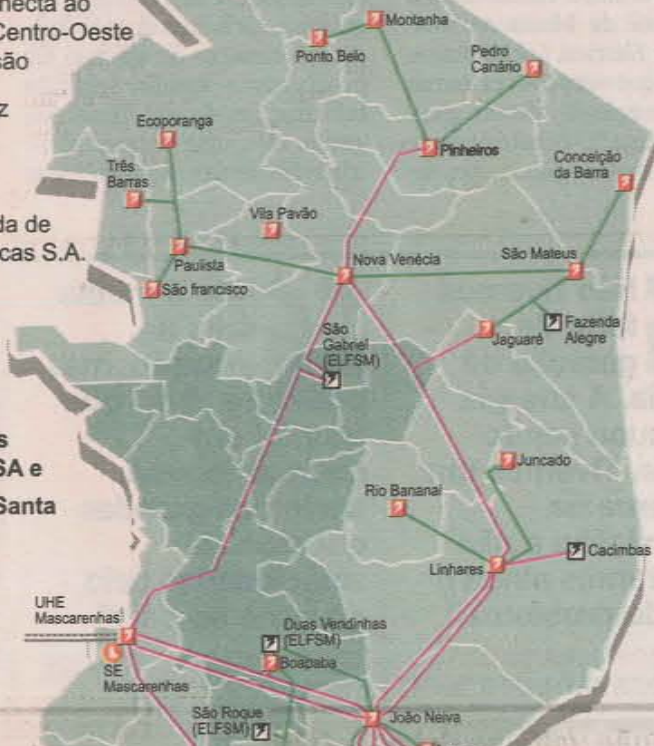 necta ao
Centro-Oeste
são
z
da de
cas S.A.
s
SA e
Santa
Montanha
Ponto Belo
Pedro
Canário
Ecoporanga
Pinheiros
Três
Barras
Conceição
da Barra
Vila Pavão
Paulista
Nova Venécia
São Mateus
São francisco
São
Gabriel
(ELFSM)
Jaguaré
Fazenda
Alegre
Juncado
Rio Bananal
Linhares
Cacimbas
UHE
Mascarenhas
SE
Mascarenhas
Duas Vendinhas
(ELFSM)
Boapaba
São Roque
(ELFSM)
João Neiva